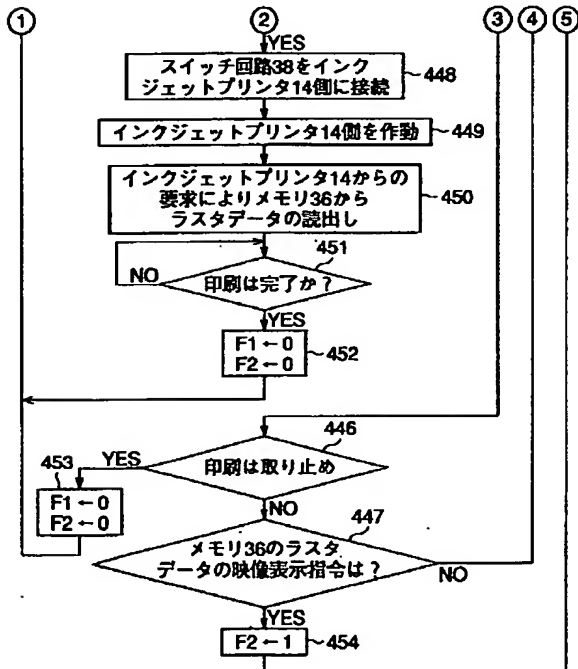 ① ② ③ ④ ⑤
YES
スイッチ回路38をインク
ジェットプリンタ14側に接続
448
インクジェットプリンタ14側を作動
449
インクジェットプリンタ14からの
要求によりメモリ36から
ラスタデータの読出し
450
451
NO
印刷は完了か？
YES
F1←0
F2←0
452
446
YES
印刷は取り止め
453
F1←0
F2←0
NO
447
メモリ36のラスタ
データの映像表示指令は？
NO
YES
F2←1
454